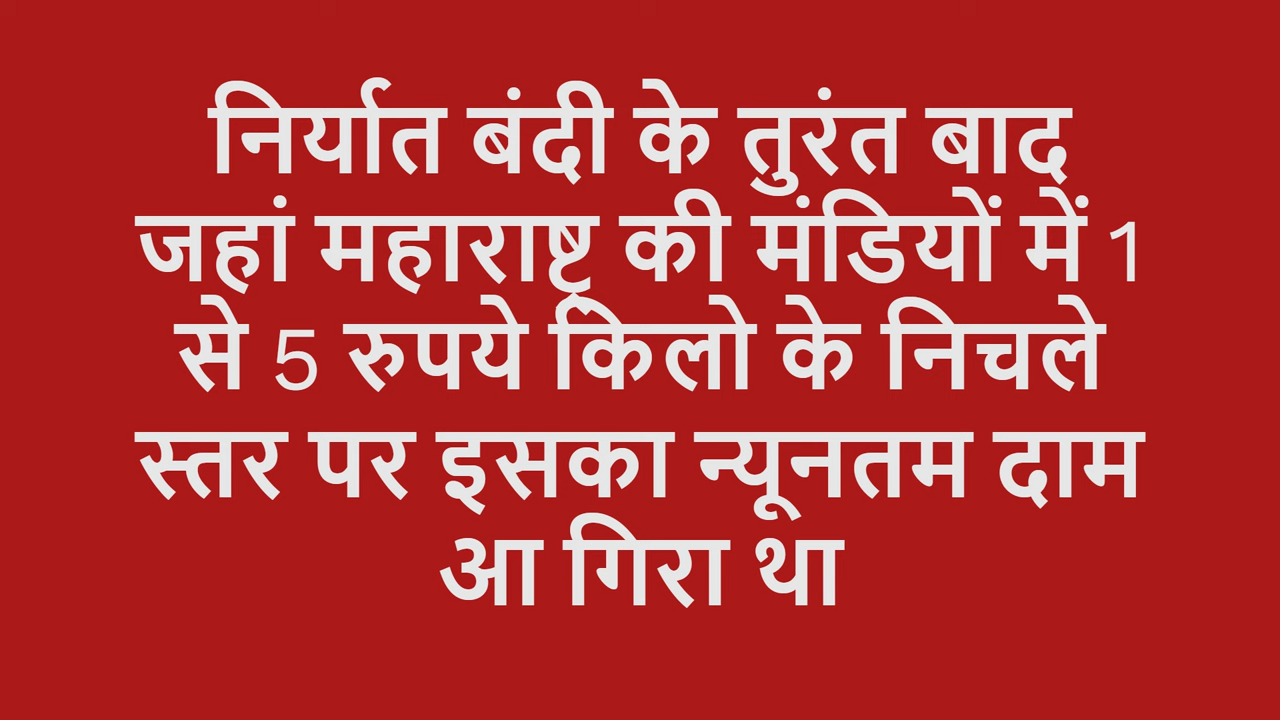 निर्यात बंदी के तुरंत बाद
जहां महाराष्ट्र की मंडियों में 1
से 5 रुपये किलो के निचले
स्तर पर इसका न्यूनतम दाम
आ गिरा था